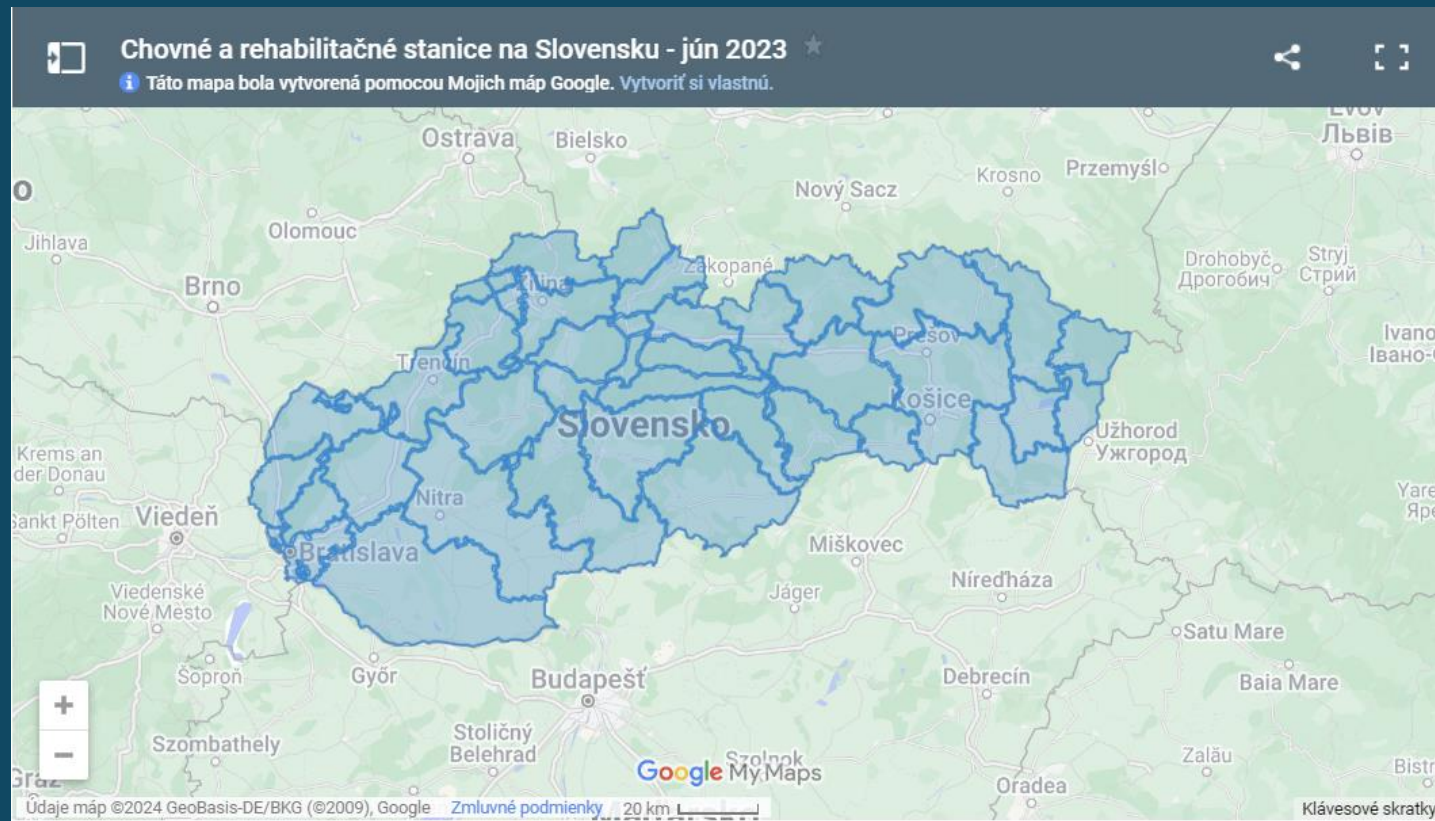 Chovné a rehabilitačné stanice na Slovensku - jún 2023
Táto mapa bola vytvorená pomocou Mojich máp Google. Vytvoriť si vlastnú.
Ostrava
Bielsko
Львів
Przemyśl
Krosno
Nový Sacz
Olomouc
Jihlava
Zakopané
Drohobyč
Дрогобич
Stryj
Стрий
Brno
Žilina
Prešov
Trenčín
Košice
Slovensko
Užhorod
Ужгород
Krems an
der Donau
Nitra
Sankt Pölten
Viedeň
Bratislava
Miškovec
Viedenské
Nové Mesto
Níreďháza
Jáger
Satu Mare
Šoproň
Győr
Budapešť
Debrecín
Baia Mare
Stoličný
Belehrad
Szombathely
Szolnok
Zalău
Graz
Google My Maps
Oradea
Údaje máp ©2024 GeoBasis-DE/BKG (©2009), Google
Zmluvné podmienky
20 km
Klávesové skratky